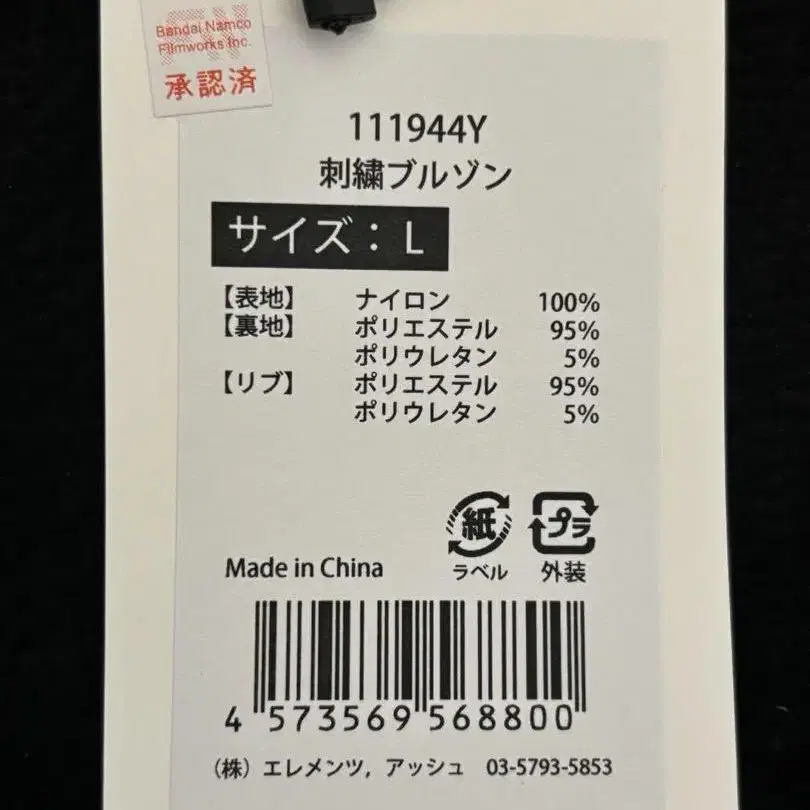 Bandai Namco
Filmworks Inc.
承認済
111944Y
刺繍ブルゾン
サイズ：L
【表地】 ナイロン 100%
【裏地】 ポリエステル 95%
ポリウレタン 5%
【リブ】 ポリエステル 95%
ポリウレタン 5%
紙 プラ
ラベル 外装
Made in China
4 573569 568800
（株）エレメンツ，アッシュ 03-5793-5853